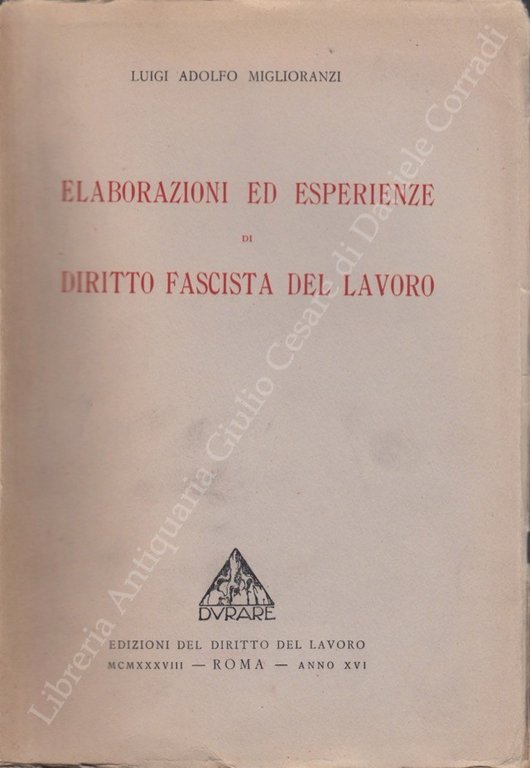 LUIGI ADOLFO MIGLIORANZI
ELABORAZIONI ED ESPERIENZE
DI
DIRITTO FASCISTA DEL LAVORO
DVRARE
EDIZIONI DEL DIRITTO DEL LAVORO
MCMXXXVIII — ROMA — ANNO XVI
Libreria Antiquaria Giulio Cesare di Daniele Corradi